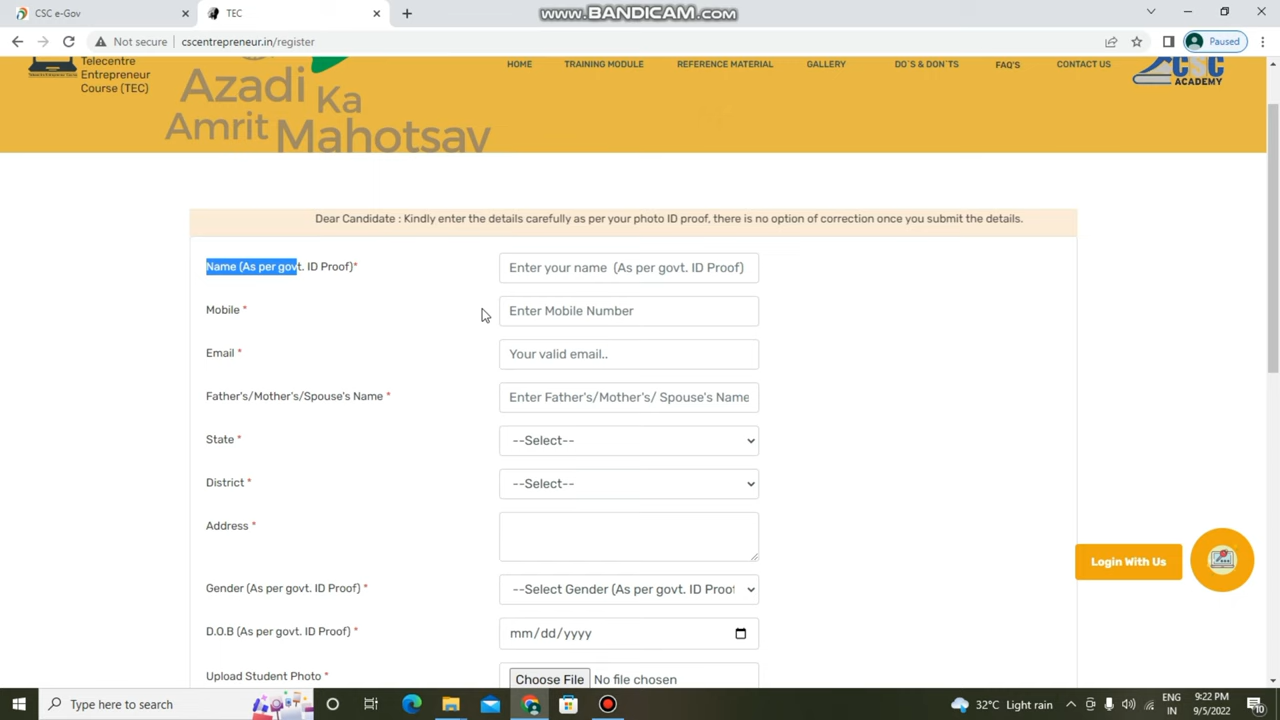 CSC e-Gov
TEC
www.BANDICAM.com
Not secure
cscentrepreneur.in/register
Paused
Telecentre
Entrepreneur
Course (TEC)
Azadi
Ka
Amrit
Mahotsav
HOME
TRAINING MODULE
REFERENCE MATERIAL
GALLERY
DO`S & DON`TS
FAQ'S
CONTACT US
CSC
ACADEMY
Dear Candidate : Kindly enter the details carefully as per your photo ID proof, there is no option of correction once you submit the details.
Name (As per govt. ID Proof)*
Enter your name (As per govt. ID Proof)
Mobile *
Enter Mobile Number
Email *
Your valid email..
Father's/Mother's/Spouse's Name *
Enter Father's/Mother's/ Spouse's Name
State *
--Select--
District *
--Select--
Address *
Gender (As per govt. ID Proof) *
--Select Gender (As per govt. ID Proof
D.O.B (As per govt. ID Proof) *
mm/dd/yyyy
Upload Student Photo *
Choose File No file chosen
Login With Us
Type here to search
32°C Light rain
ENG
IN
9:22 PM
9/5/2022
10